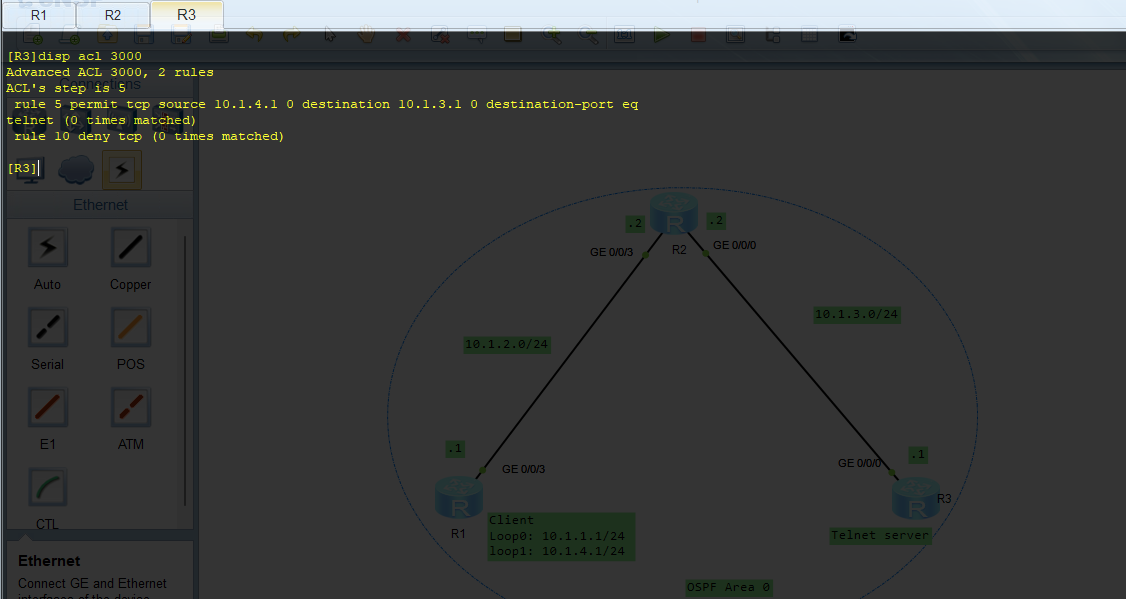 R1
R2
R3
[R3]disp acl 3000
Advanced ACL 3000, 2 rules
ACL's step is 5
rule 5 permit tcp source 10.1.4.1 0 destination 10.1.3.1 0 destination-port eq
telnet (0 times matched)
rule 10 deny tcp (0 times matched)
[R3]
Ethernet
Auto
Copper
Serial
POS
E1
ATM
CTL
Ethernet
Connect GE and Ethernet
.2
R
.2
GE 0/0/3
R2
GE 0/0/0
10.1.2.0/24
10.1.3.0/24
.1
GE 0/0/3
R
R1
Client
Loop0: 10.1.1.1/24
loop1: 10.1.4.1/24
.1
GE 0/0/0
R
R3
Telnet server
OSPF Area 0